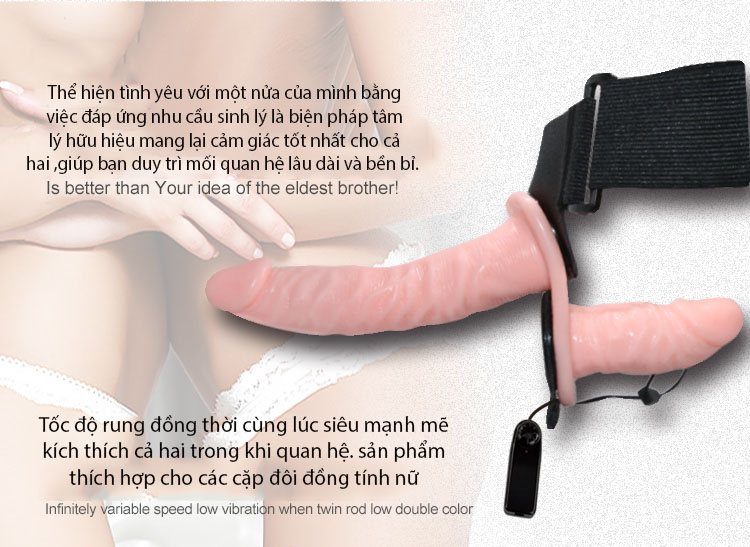 Thể hiện tình yêu với một nửa của mình bằng
việc đáp ứng nhu cầu sinh lý là biện pháp tâm
lý hữu hiệu mang lại cảm giác tốt nhất cho cả
hai ,giúp bạn duy trì mối quan hệ lâu dài và bền bỉ.
Is better than Your idea of the eldest brother!
Tốc độ rung đồng thời cùng lúc siêu mạnh mẽ
kích thích cả hai trong khi quan hệ. sản phẩm
thích hợp cho các cặp đôi đồng tính nữ
Infinitely variable speed low vibration when twin rod low double color